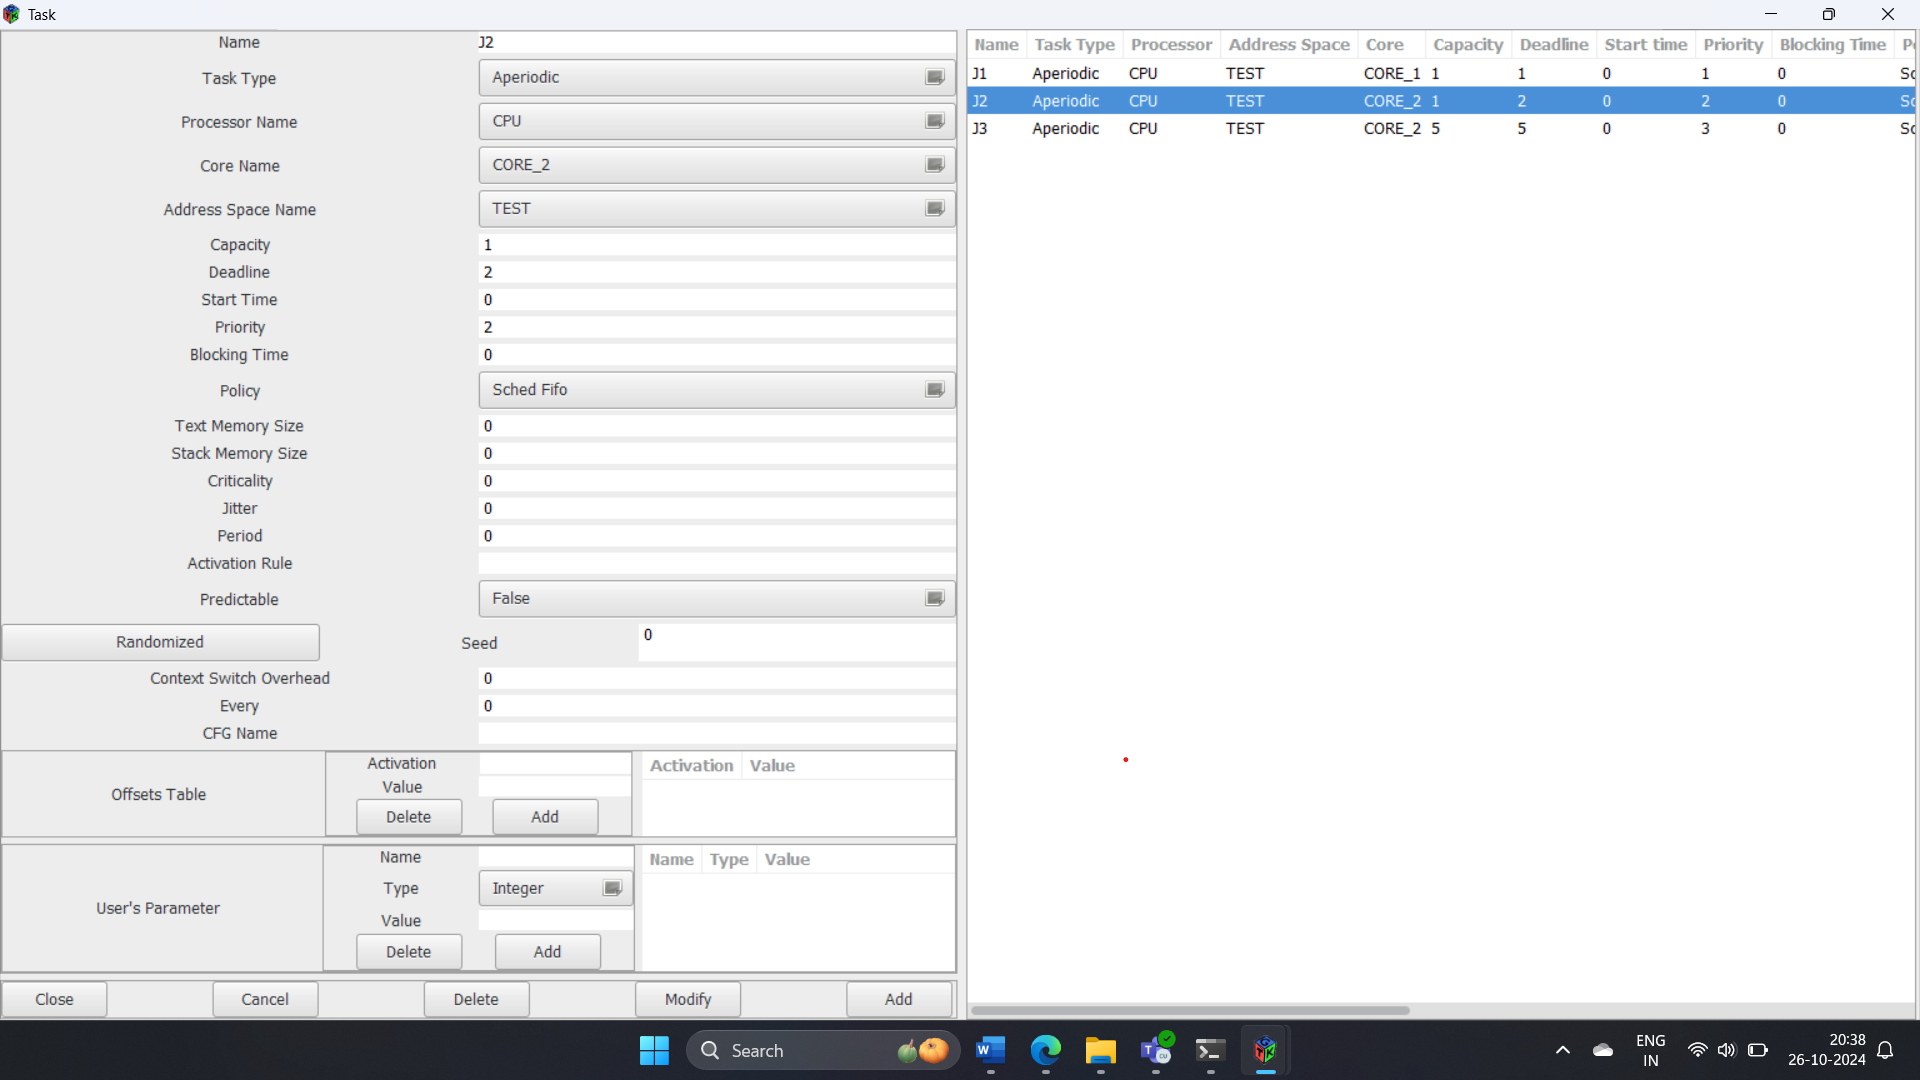 Task
Name J2
Task Type Aperiodic
Processor Name CPU
Core Name CORE_2
Address Space Name TEST
Capacity 1
Deadline 2
Start Time 0
Priority 2
Blocking Time 0
Policy Sched Fifo
Text Memory Size 0
Stack Memory Size 0
Criticality 0
Jitter 0
Period 0
Activation Rule
Predictable False
Randomized Seed 0
Context Switch Overhead 0
Every 0
CFG Name
Offsets Table
Activation
Value
Delete Add
Activation Value
User's Parameter
Name
Type Integer
Value
Delete Add
Name Type Value
Close Cancel Delete Modify Add
Name Task Type Processor Address Space Core Capacity Deadline Start time Priority Blocking Time
J1 Aperiodic CPU TEST CORE_1 1 1 0 1 0
J2 Aperiodic CPU TEST CORE_2 1 2 0 2 0
J3 Aperiodic CPU TEST CORE_2 5 5 0 3 0
Search
ENG
IN
20:38
26-10-2024